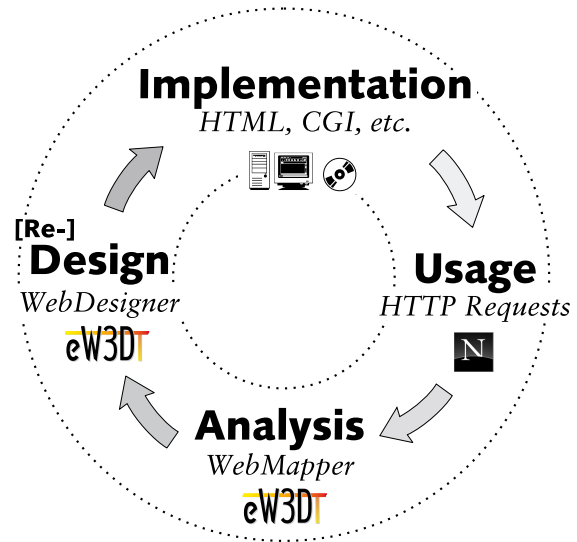 Implementation
HTML, CGI, etc.
[Re-]
Design
WebDesigner
eW3DT
Usage
HTTP Requests
N
Analysis
WebMapper
eW3DT